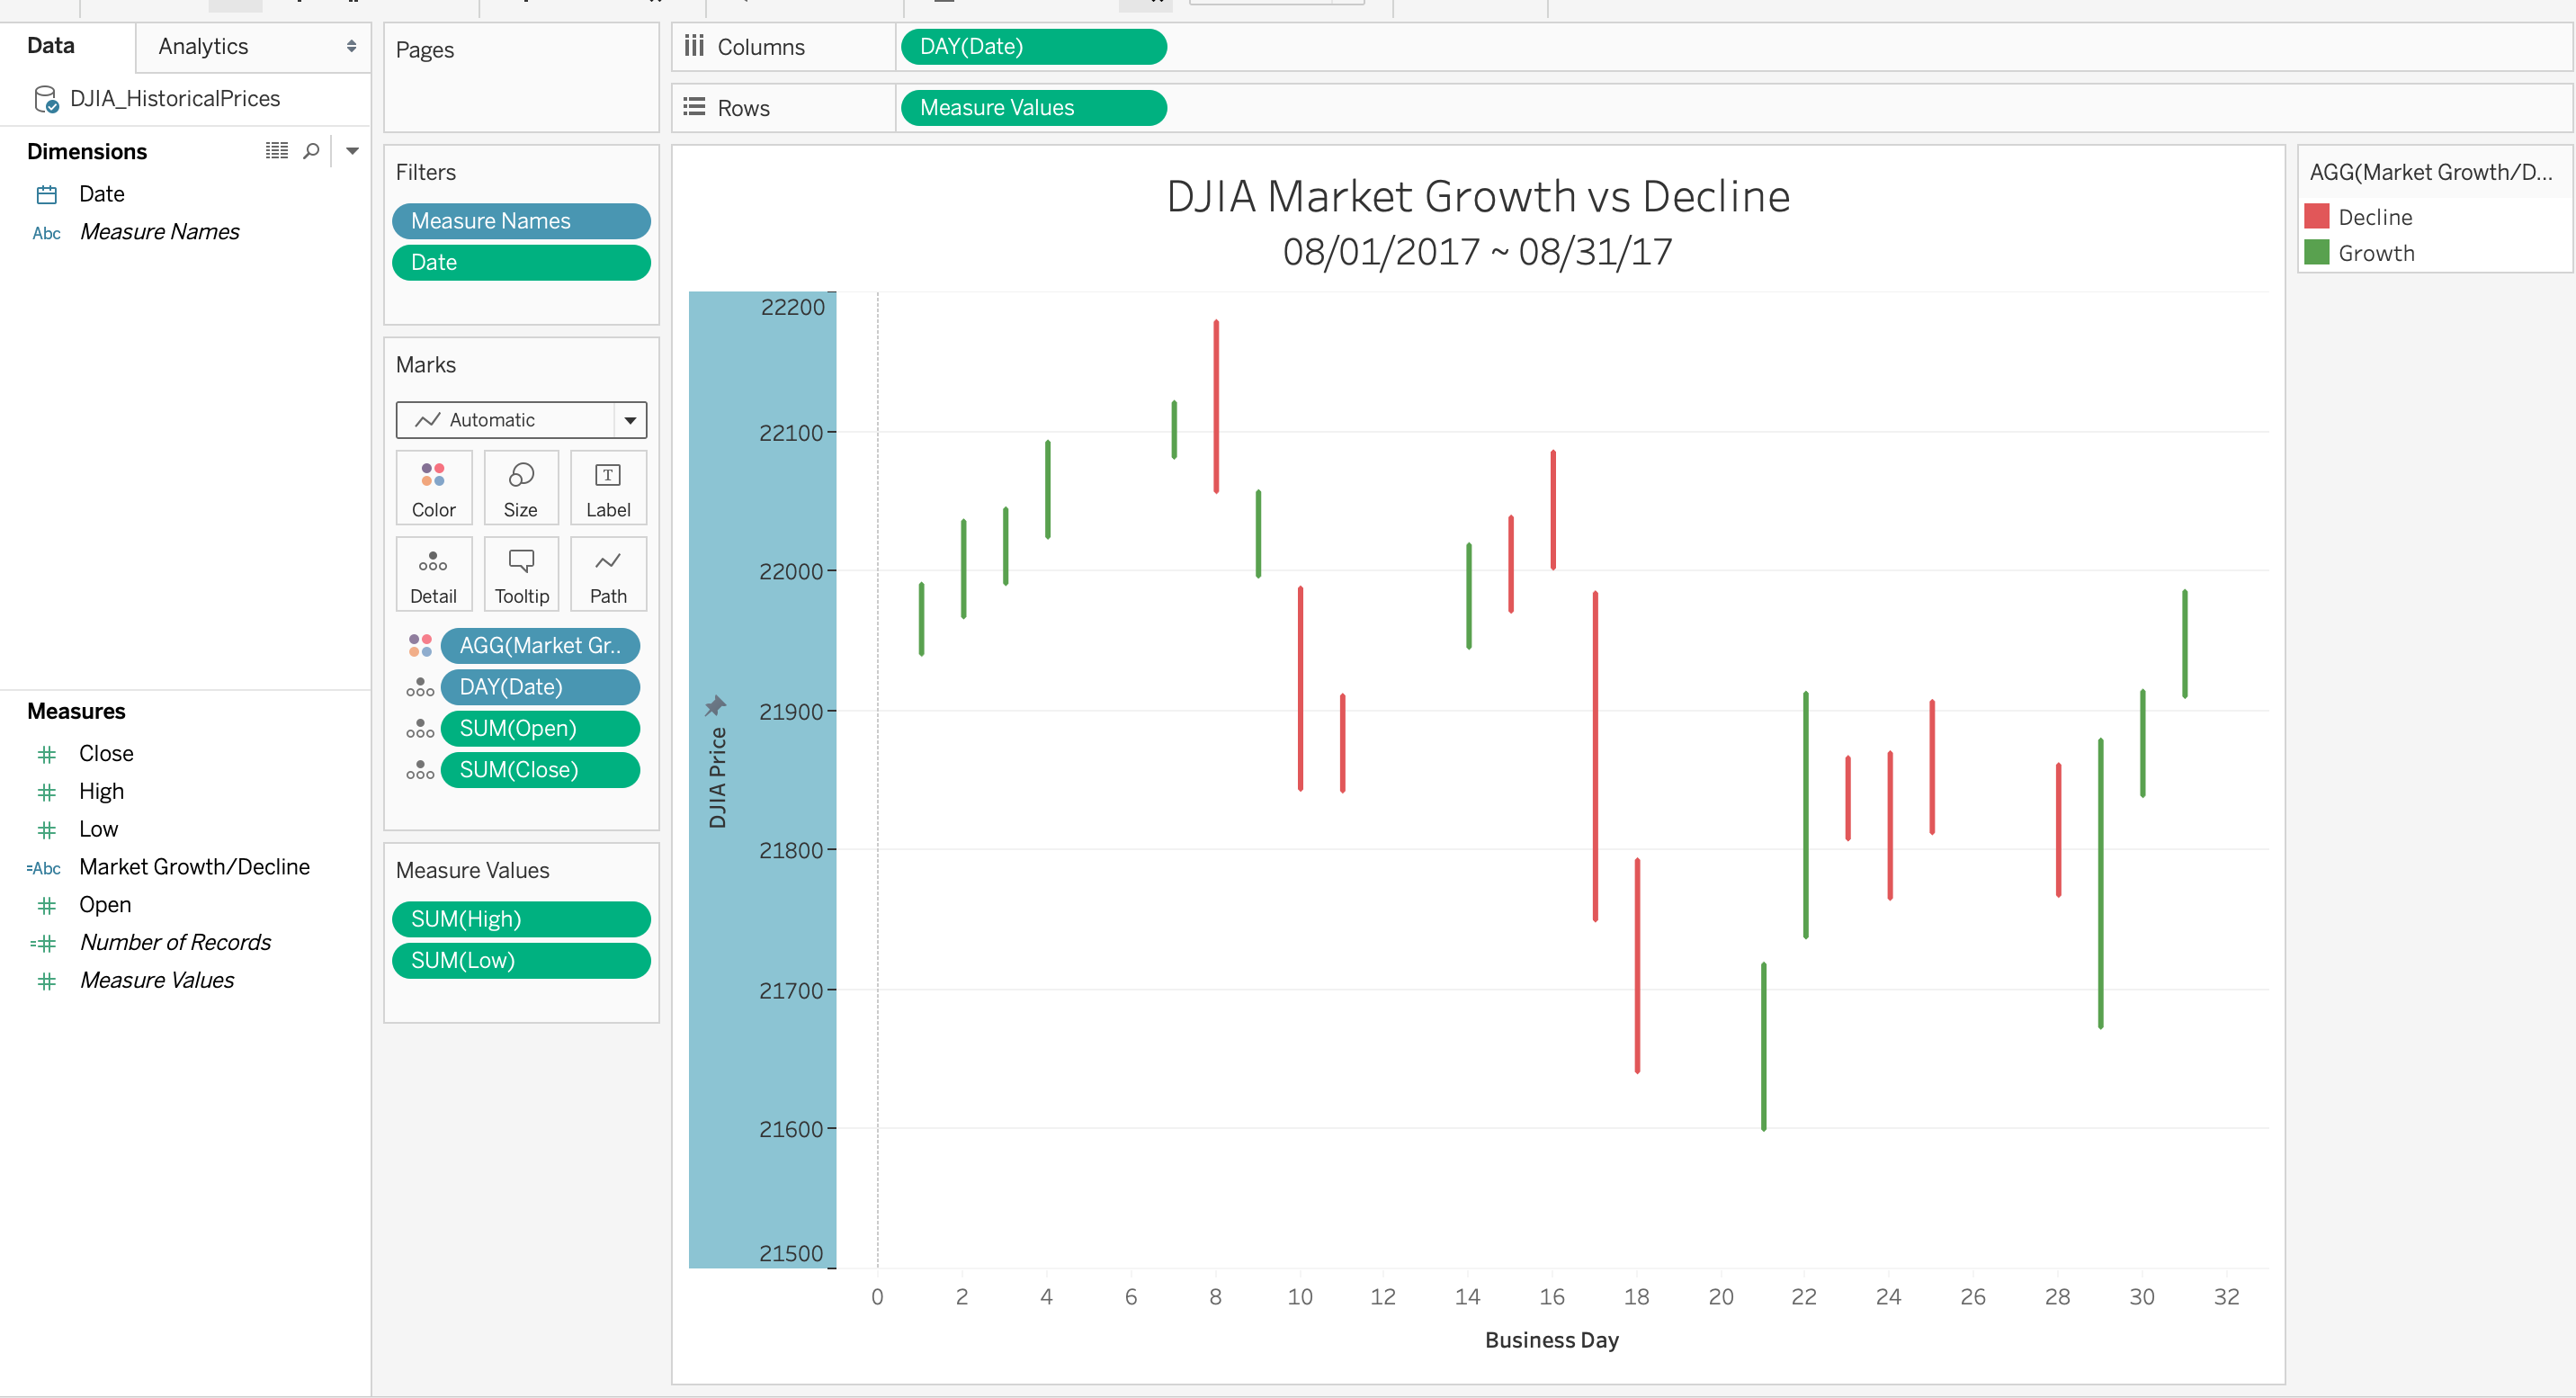 Data
Analytics
DJIA_HistoricalPrices
Dimensions
Date
Abc Measure Names
Measures
Close
High
Low
=Abc Market Growth/Decline
Open
=# Number of Records
Measure Values
Pages
Filters
Measure Names
Date
Marks
Automatic
Color Size Label
Detail Tooltip Path
AGG(Market Gr..
DAY(Date)
SUM(Open)
SUM(Close)
Measure Values
SUM(High)
SUM(Low)
Columns DAY(Date)
Rows Measure Values
DJIA Market Growth vs Decline
08/01/2017 ~ 08/31/17
DJIA Price
22200
22100
22000
21900
21800
21700
21600
21500
0 2 4 6 8 10 12 14 16 18 20 22 24 26 28 30 32
Business Day
AGG(Market Growth/D...
Decline
Growth